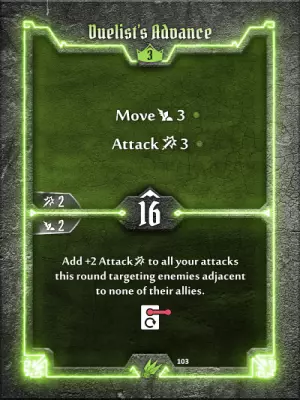 Duelist's Advance
3
Move 3
Attack 3
16
2
2
Add +2 Attack to all your attacks
this round targeting enemies adjacent
to none of their allies.
103